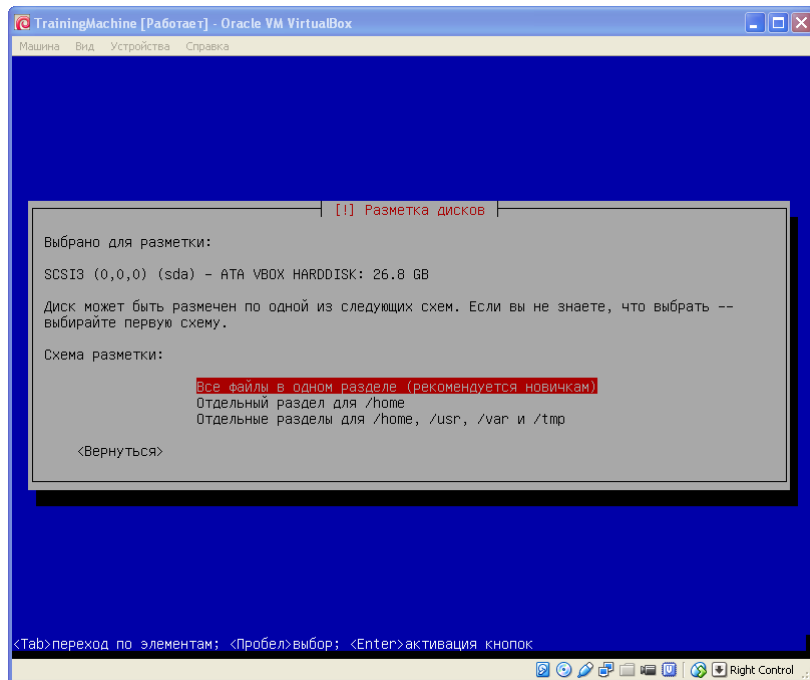 TrainingMachine [Работает] - Oracle VM VirtualBox
Машина Вид Устройства Справка
[!] Разметка дисков
Выбрано для разметки:
SCSI3 (0,0,0) (sda) – ATA VBOX HARDDISK: 26.8 GB
Диск может быть размечен по одной из следующих схем. Если вы не знаете, что выбрать --
выбирайте первую схему.
Схема разметки:
Все файлы в одном разделе (рекомендуется новичкам)
Отдельный раздел для /home
Отдельные разделы для /home, /usr, /var и /tmp
<Вернуться>
<Tab>переход по элементам; <Пробел>выбор; <Enter>активация кнопок
Right Control